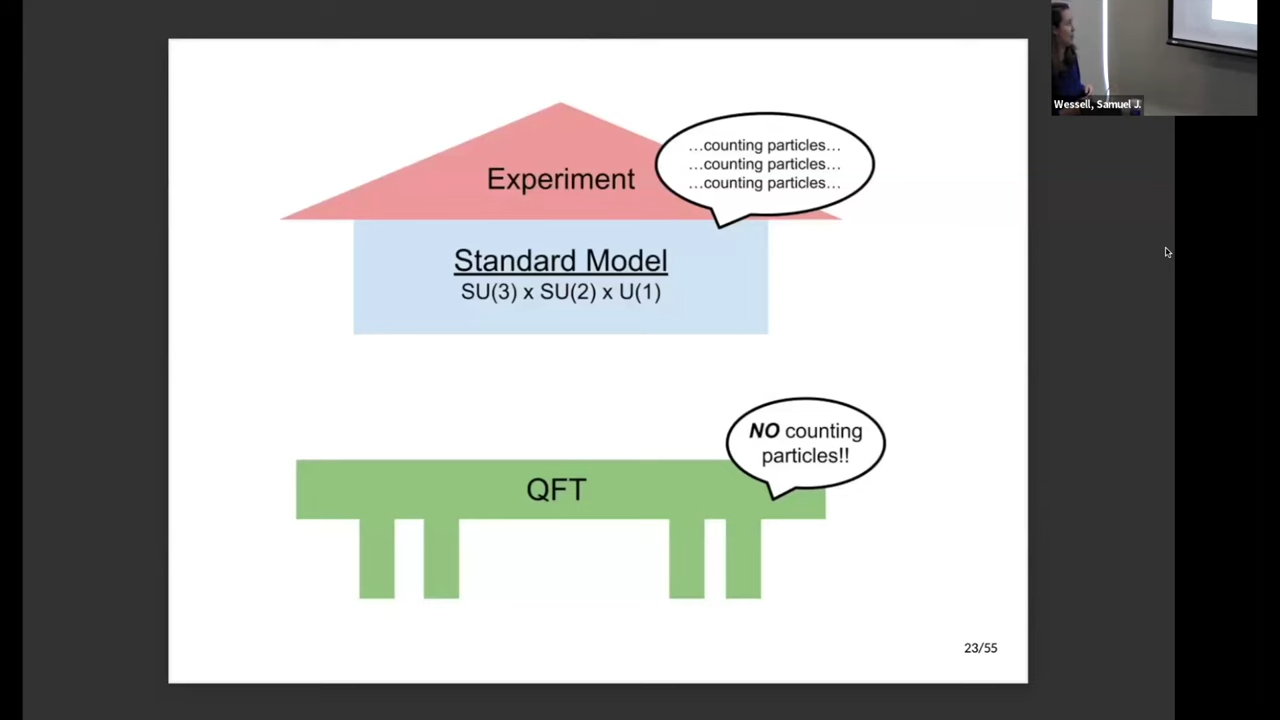 Experiment
…counting particles…
…counting particles…
…counting particles…
Standard Model
SU(3) x SU(2) x U(1)
NO counting
particles!!
QFT
23/55
Wessell, Samuel J.